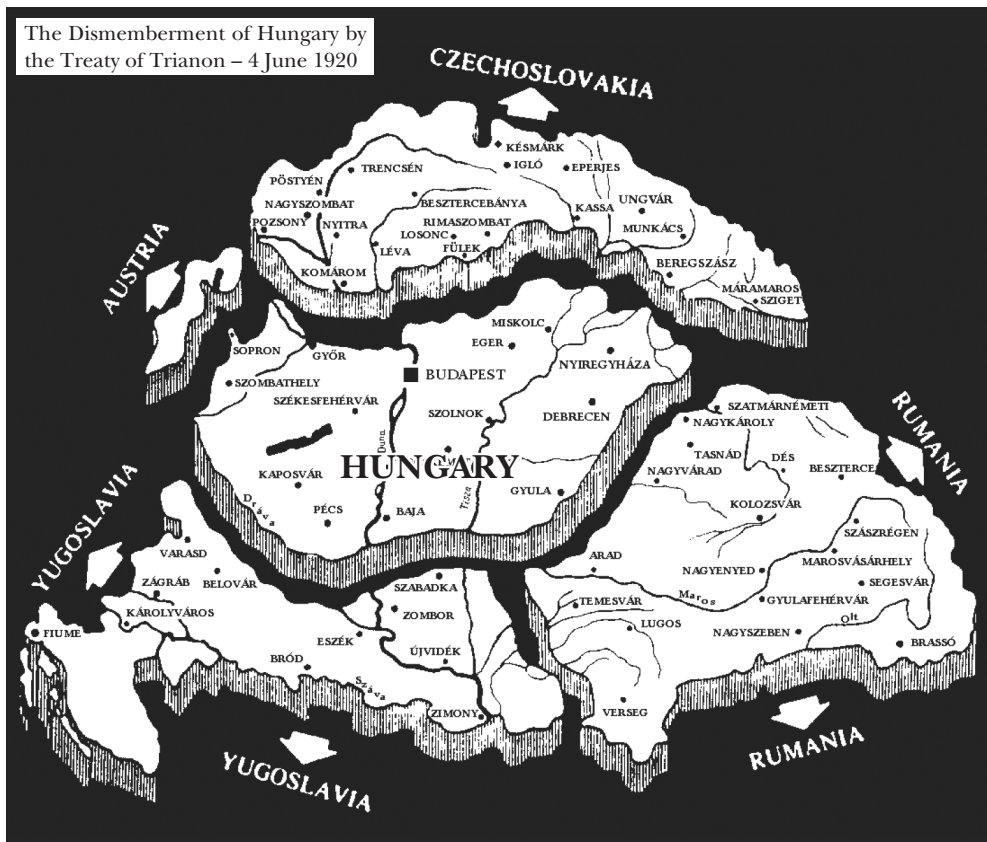 The Dismemberment of Hungary by
the Treaty of Trianon – 4 June 1920
CZECHOSLOVAKIA
KÉSMÁRK
IGLÓ
EPERJES
TRENCSÉN
PÖSTYÉN
BESZTERCEBÁNYA
NAGYSZOMBAT
KASSA
UNGVÁR
POZSONY
NYITRA
RIMASZOMBAT
LOSONC
MUNKÁCS
FÜLEK
LÉVA
KOMÁROM
BEREGSZÁSZ
MÁRAMAROS
SZIGET
AUSTRIA
MISKOLC
EGER
SOPRON
GYÖR
NYIREGYHÁZA
BUDAPEST
SZOMBATHELY
SZÉKESFEHÉRVÁR
SZOLNOK
DEBRECEN
Duna
HUNGARY
KAPOSVÁR
Tisza
GYULA
Dráva
PÉCS
BAJA
RUMANIA
SZATMÁRNÉMETI
NAGYKÁROLY
TASNÁD
DÉS
NAGYVÁRAD
BESZTERCE
KOLOZSVÁR
SZÁSZRÉGEN
MAROSVÁSÁRHELY
ARAD
NAGYENYED
SEGESVÁR
Maros
TEMESVÁR
GYULAFEHÉRVÁR
LUGOS
NAGYSZEBEN
Olt
BRASSÓ
VERSEG
RUMANIA
YUGOSLAVIA
VARASD
ZÁGRÁB
BELOVÁR
SZABADKA
KÁROLYVÁROS
ZOMBOR
FIUME
ESZÉK
ÚJVIDÉK
BRÓD
Száva
ZIMONY
YUGOSLAVIA